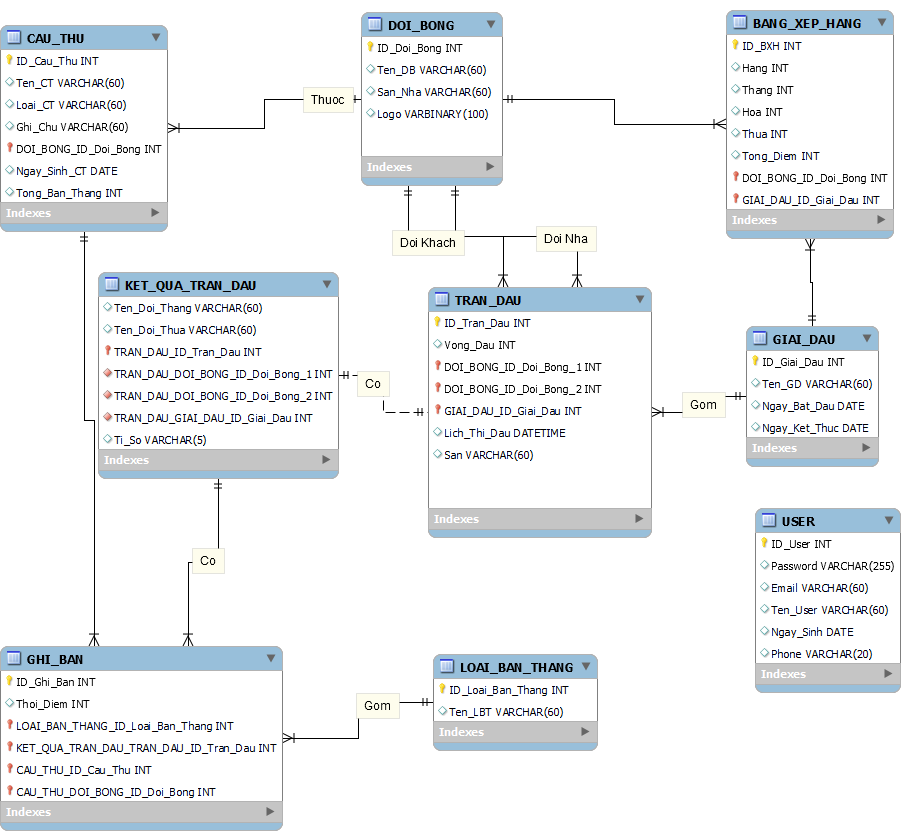 CAU_THU
ID_Cau_Thu INT
Ten_CT VARCHAR(60)
Loai_CT VARCHAR(60)
Ghi_Chu VARCHAR(60)
DOI_BONG_ID_Doi_Bong INT
Ngay_Sinh_CT DATE
Tong_Ban_Thang INT
Indexes
Thuoc
DOI_BONG
ID_Doi_Bong INT
Ten_DB VARCHAR(60)
San_Nha VARCHAR(60)
Logo VARBINARY(100)
Indexes
BANG_XEP_HANG
ID_BXH INT
Hang INT
Thang INT
Hoa INT
Thua INT
Tong_Diem INT
DOI_BONG_ID_Doi_Bong INT
GIAI_DAU_ID_Giai_Dau INT
Indexes
Doi Khach
Doi Nha
KET_QUA_TRAN_DAU
Ten_Doi_Thang VARCHAR(60)
Ten_Doi_Thua VARCHAR(60)
TRAN_DAU_ID_Tran_Dau INT
TRAN_DAU_DOI_BONG_ID_Doi_Bong_1 INT
TRAN_DAU_DOI_BONG_ID_Doi_Bong_2 INT
TRAN_DAU_GIAI_DAU_ID_Giai_Dau INT
Ti_So VARCHAR(5)
Indexes
Co
TRAN_DAU
ID_Tran_Dau INT
Vong_Dau INT
DOI_BONG_ID_Doi_Bong_1 INT
DOI_BONG_ID_Doi_Bong_2 INT
GIAI_DAU_ID_Giai_Dau INT
Lich_Thi_Dau DATETIME
San VARCHAR(60)
Indexes
Gom
GIAI_DAU
ID_Giai_Dau INT
Ten_GD VARCHAR(60)
Ngay_Bat_Dau DATE
Ngay_Ket_Thuc DATE
Indexes
USER
ID_User INT
Password VARCHAR(255)
Email VARCHAR(60)
Ten_User VARCHAR(60)
Ngay_Sinh DATE
Phone VARCHAR(20)
Indexes
Co
GHI_BAN
ID_Ghi_Ban INT
Thoi_Diem INT
LOAI_BAN_THANG_ID_Loai_Ban_Thang INT
KET_QUA_TRAN_DAU_TRAN_DAU_ID_Tran_Dau INT
CAU_THU_ID_Cau_Thu INT
CAU_THU_DOI_BONG_ID_Doi_Bong INT
Indexes
Gom
LOAI_BAN_THANG
ID_Loai_Ban_Thang INT
Ten_LBT VARCHAR(60)
Indexes